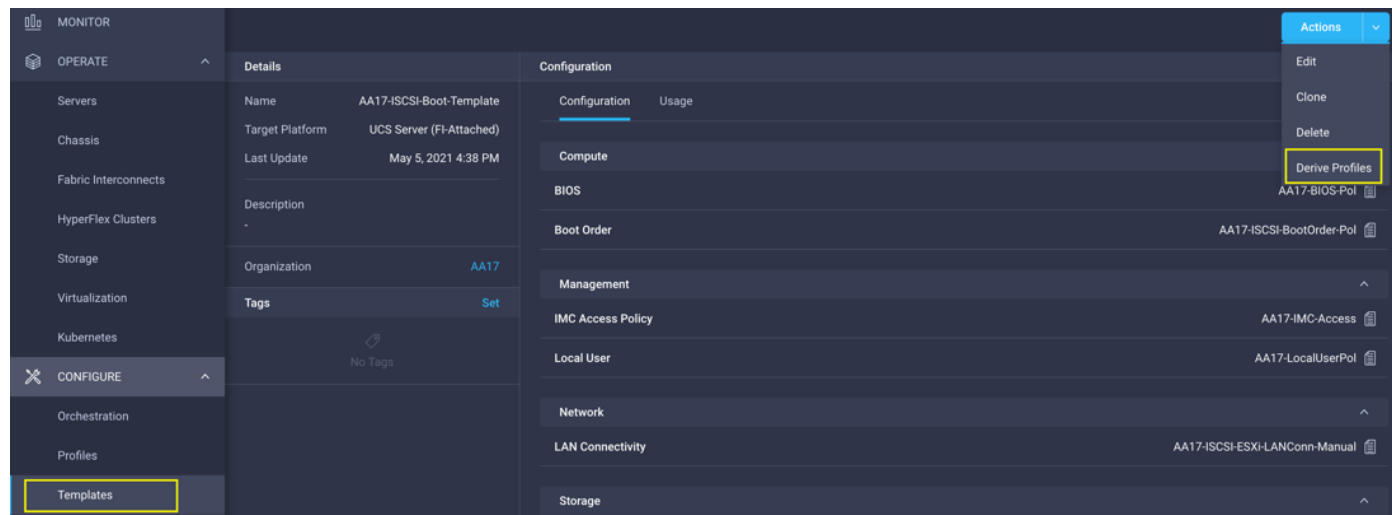 MONITOR
OPERATE
Servers
Chassis
Fabric Interconnects
HyperFlex Clusters
Storage
Virtualization
Kubernetes
CONFIGURE
Orchestration
Profiles
Templates
Details
Name AA17-ISCSI-Boot-Template
Target Platform UCS Server (FI-Attached)
Last Update May 5, 2021 4:38 PM
Description
-
Organization AA17
Tags Set
No Tags
Configuration
Configuration Usage
Compute
BIOS AA17-BIOS-Pol
Boot Order AA17-ISCSI-BootOrder-Pol
Management
IMC Access Policy AA17-IMC-Access
Local User AA17-LocalUserPol
Network
LAN Connectivity AA17-ISCSI-ESXi-LANConn-Manual
Storage
Actions
Edit
Clone
Delete
Derive Profiles